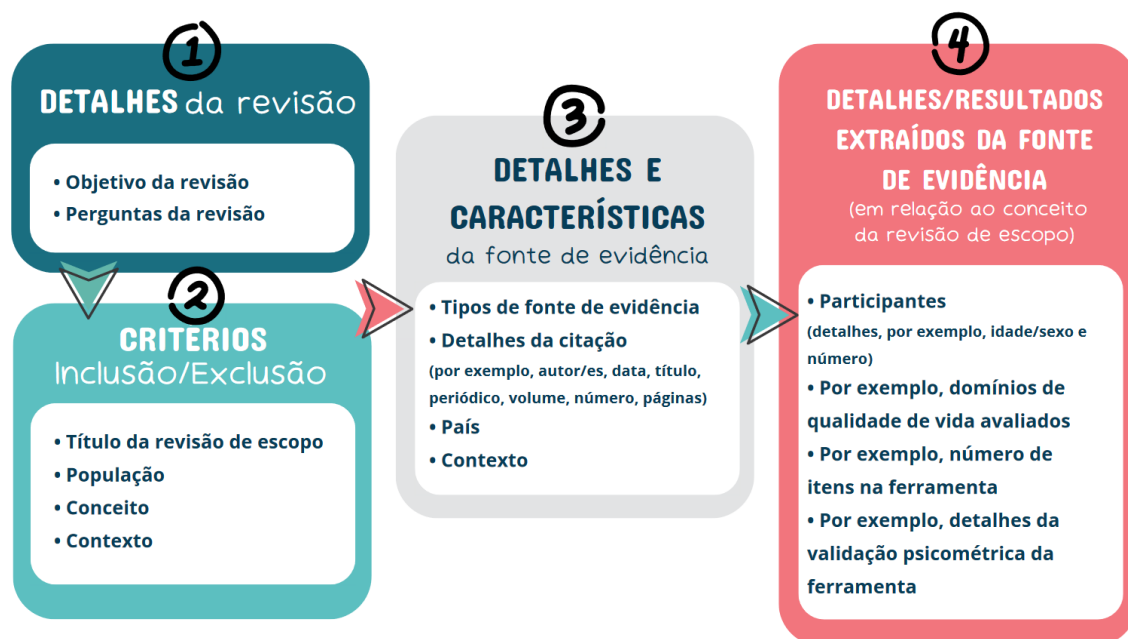 1
DETALHES da revisão
• Objetivo da revisão
• Perguntas da revisão
2
CRITÉRIOS
Inclusão/Exclusão
• Título da revisão de escopo
• População
• Conceito
• Contexto
3
DETALHES E
CARACTERÍSTICAS
da fonte de evidência
• Tipos de fonte de evidência
• Detalhes da citação
(por exemplo, autor/es, data, título,
periódico, volume, número, páginas)
• País
• Contexto
4
DETALHES/RESULTADOS
EXTRAÍDOS DA FONTE
DE EVIDÊNCIA
(em relação ao conceito
da revisão de escopo)
• Participantes
(detalhes, por exemplo, idade/sexo e
número)
• Por exemplo, domínios de
qualidade de vida avaliados
• Por exemplo, número de
itens na ferramenta
• Por exemplo, detalhes da
validação psicométrica da
ferramenta